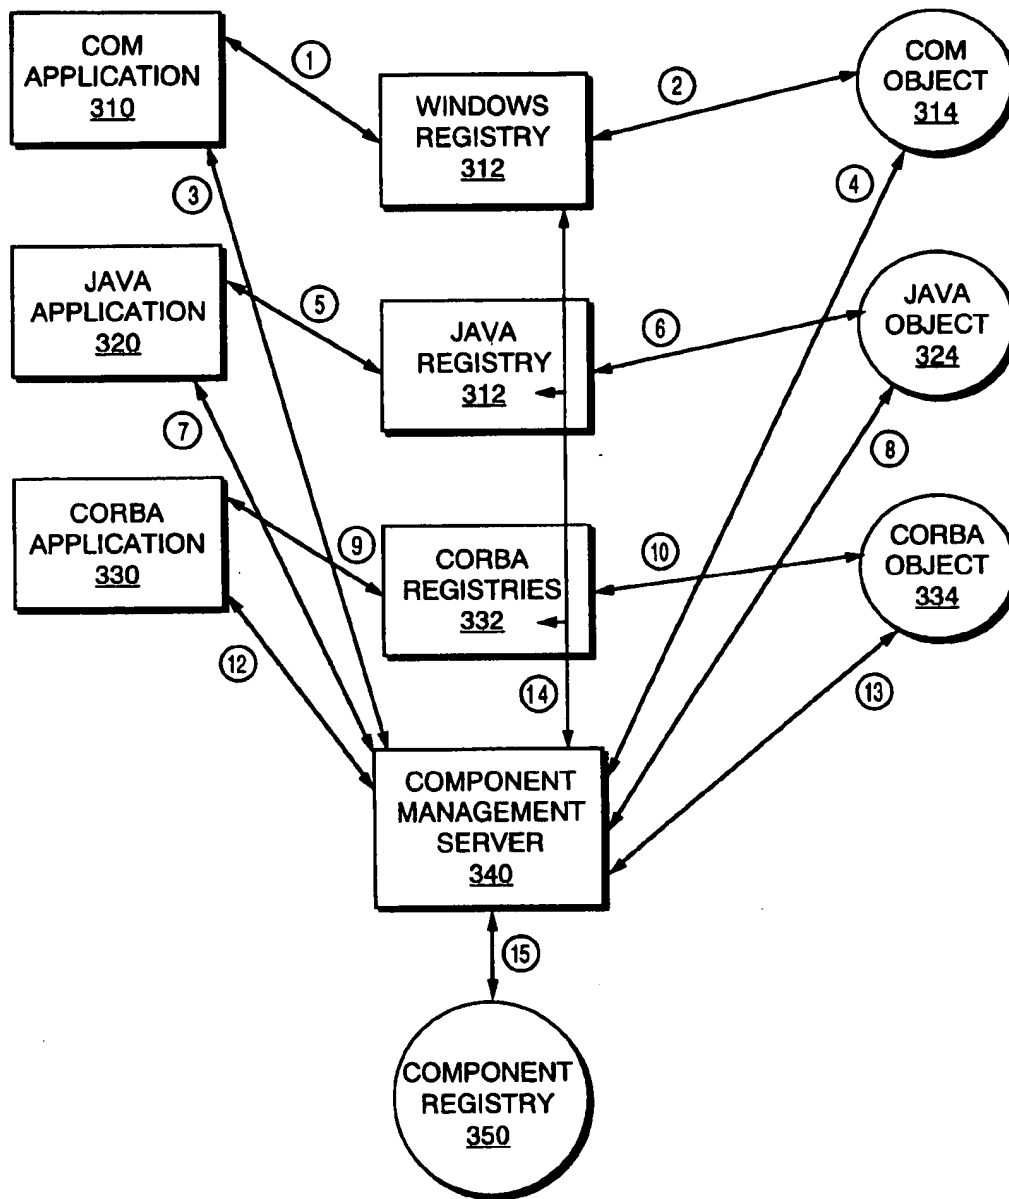 COM
APPLICATION
310
1
WINDOWS
REGISTRY
312
2
COM
OBJECT
314
3
4
JAVA
APPLICATION
320
5
JAVA
REGISTRY
312
6
JAVA
OBJECT
324
7
8
CORBA
APPLICATION
330
9
CORBA
REGISTRIES
332
10
CORBA
OBJECT
334
12
14
13
COMPONENT
MANAGEMENT
SERVER
340
15
COMPONENT
REGISTRY
350